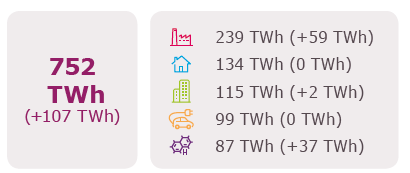 752
TWh
(+107 TWh)
239 TWh (+59 TWh)
134 TWh (0 TWh)
115 TWh (+2 TWh)
99 TWh (0 TWh)
87 TWh (+37 TWh)
H